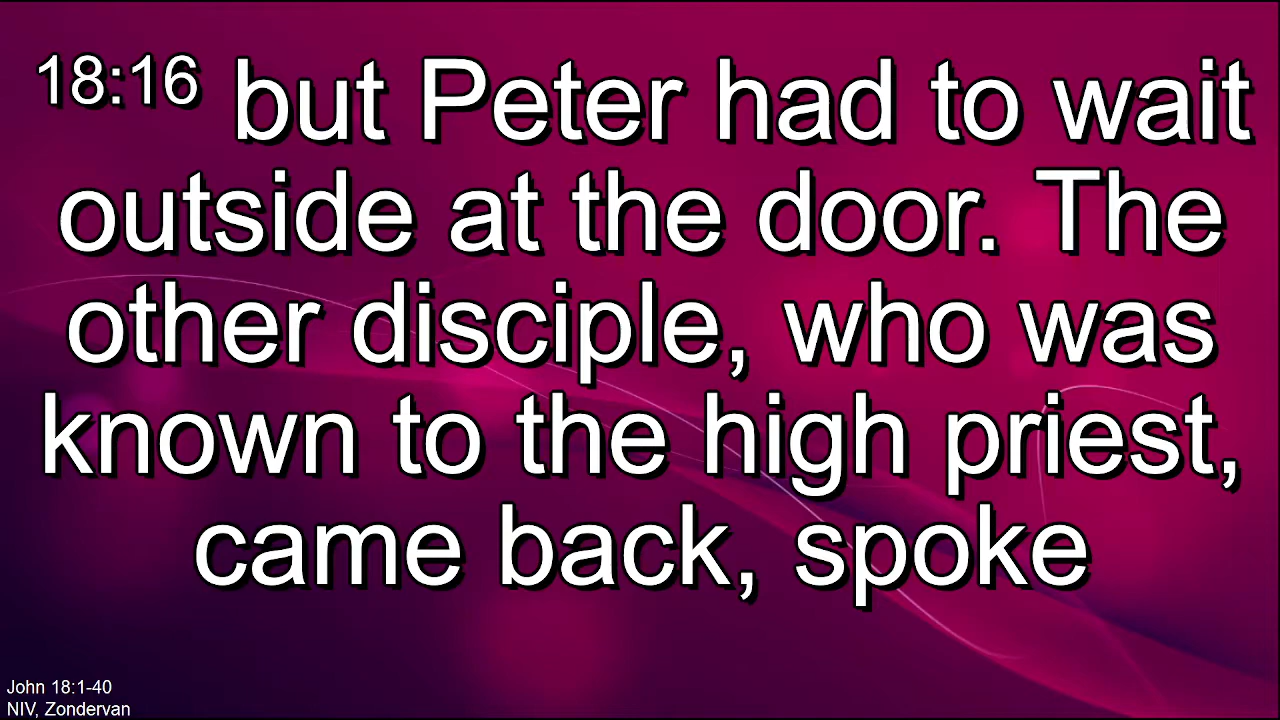 18:16 but Peter had to wait
outside at the door. The
other disciple, who was
known to the high priest,
came back, spoke
John 18:1-40
NIV, Zondervan